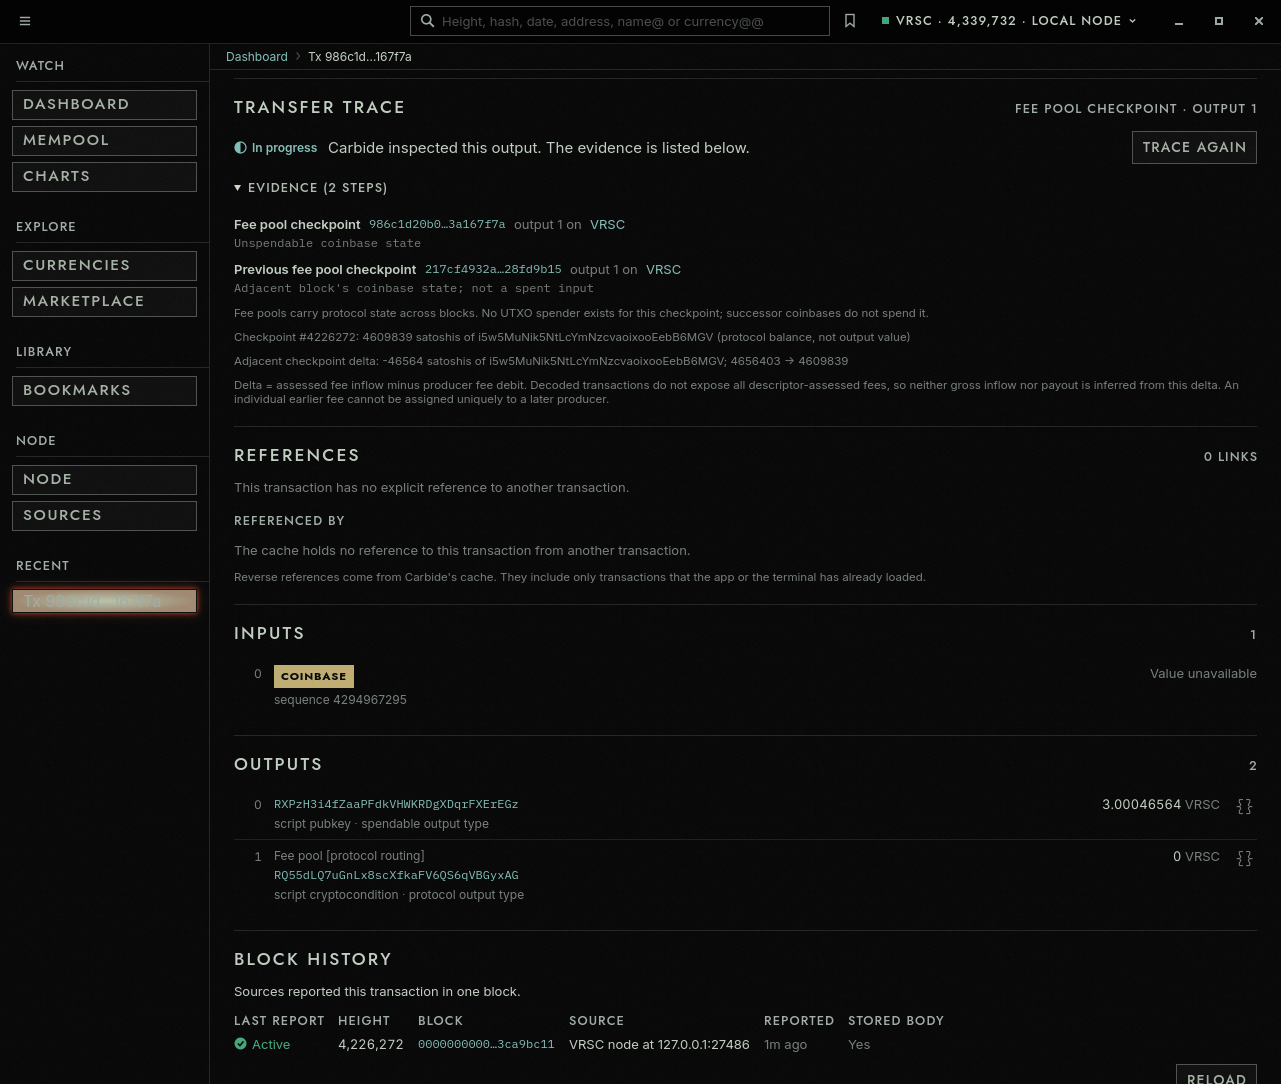 Height, hash, date, address, name@ or currency@@
VRSC · 4,339,732 · LOCAL NODE
WATCH
DASHBOARD
MEMPOOL
CHARTS
EXPLORE
CURRENCIES
MARKETPLACE
LIBRARY
BOOKMARKS
NODE
NODE
SOURCES
RECENT
Tx 986c1d…167f7a
Dashboard › Tx 986c1d…167f7a
TRANSFER TRACE
FEE POOL CHECKPOINT · OUTPUT 1
In progress Carbide inspected this output. The evidence is listed below.
TRACE AGAIN
▼ EVIDENCE (2 STEPS)
Fee pool checkpoint 986c1d20b0…3a167f7a output 1 on VRSC
Unspendable coinbase state
Previous fee pool checkpoint 217cf4932a…28fd9b15 output 1 on VRSC
Adjacent block's coinbase state; not a spent input
Fee pools carry protocol state across blocks. No UTXO spender exists for this checkpoint; successor coinbases do not spend it.
Checkpoint #4226272: 4609839 satoshis of i5w5MuNik5NtLcYmNzcvaoixooEebB6MGV (protocol balance, not output value)
Adjacent checkpoint delta: -46564 satoshis of i5w5MuNik5NtLcYmNzcvaoixooEebB6MGV; 4656403 → 4609839
Delta = assessed fee inflow minus producer fee debit. Decoded transactions do not expose all descriptor-assessed fees, so neither gross inflow nor payout is inferred from this delta. An
individual earlier fee cannot be assigned uniquely to a later producer.
REFERENCES
0 LINKS
This transaction has no explicit reference to another transaction.
REFERENCED BY
The cache holds no reference to this transaction from another transaction.
Reverse references come from Carbide's cache. They include only transactions that the app or the terminal has already loaded.
INPUTS
1
0 COINBASE Value unavailable
sequence 4294967295
OUTPUTS
2
0 RXPzH3i4fZaaPFdkVHWKRDgXDqrFXErEGz 3.00046564 VRSC {}
script pubkey · spendable output type
1 Fee pool [protocol routing] 0 VRSC {}
RQ55dLQ7uGnLx8scXfkaFV6QS6qVBGyxAG
script cryptocondition · protocol output type
BLOCK HISTORY
Sources reported this transaction in one block.
LAST REPORT HEIGHT BLOCK SOURCE REPORTED STORED BODY
Active 4,226,272 0000000000…3ca9bc11 VRSC node at 127.0.0.1:27486 1m ago Yes
RELOAD